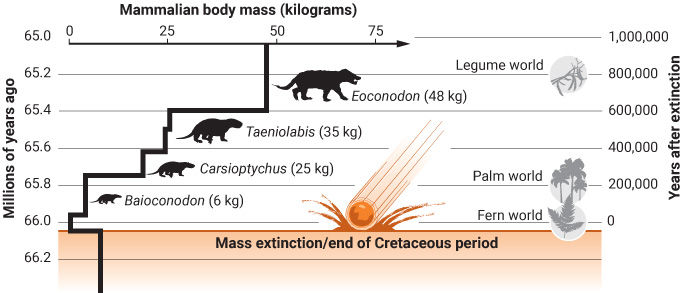 Mammalian body mass (kilograms)
0 25 50 75
Millions of years ago
65.0
65.2
65.4
65.6
65.8
66.0
66.2
Eoconodon (48 kg)
Taeniolabis (35 kg)
Carsioptychus (25 kg)
Baioconodon (6 kg)
Mass extinction/end of Cretaceous period
Legume world
Palm world
Fern world
1,000,000
800,000
600,000
400,000
200,000
0
Years after extinction